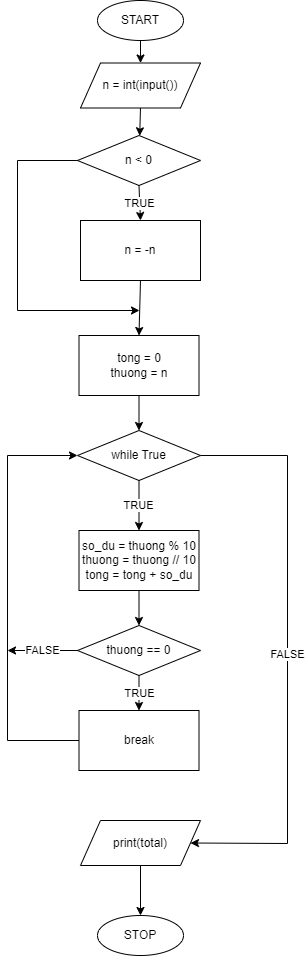 START
n = int(input())
n < 0
TRUE
n = -n
tong = 0
thuong = n
while True
TRUE
so_du = thuong % 10
thuong = thuong // 10
tong = tong + so_du
FALSE
thuong == 0
FALSE
TRUE
break
print(total)
STOP